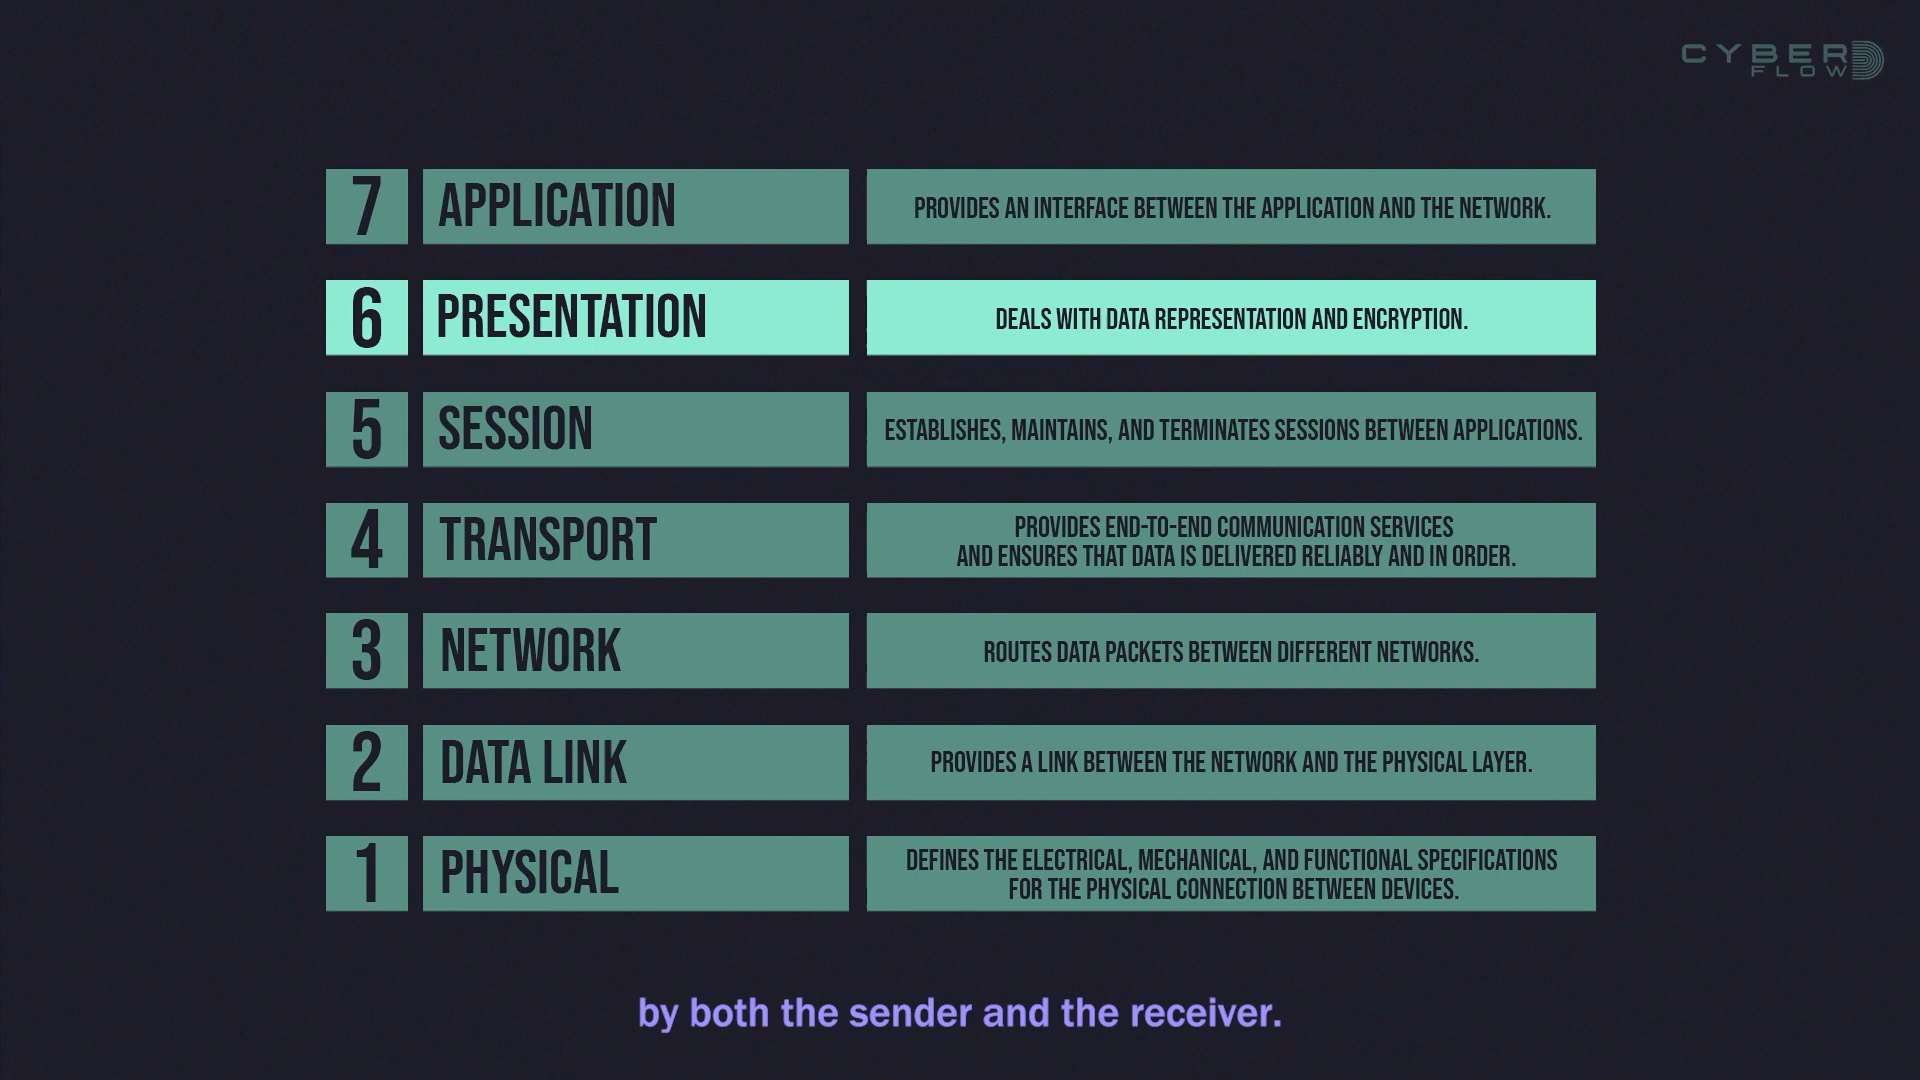 CYBER
FLOW
7 APPLICATION PROVIDES AN INTERFACE BETWEEN THE APPLICATION AND THE NETWORK.
6 PRESENTATION DEALS WITH DATA REPRESENTATION AND ENCRYPTION.
5 SESSION ESTABLISHES, MAINTAINS, AND TERMINATES SESSIONS BETWEEN APPLICATIONS.
4 TRANSPORT PROVIDES END-TO-END COMMUNICATION SERVICES
AND ENSURES THAT DATA IS DELIVERED RELIABLY AND IN ORDER.
3 NETWORK ROUTES DATA PACKETS BETWEEN DIFFERENT NETWORKS.
2 DATA LINK PROVIDES A LINK BETWEEN THE NETWORK AND THE PHYSICAL LAYER.
1 PHYSICAL DEFINES THE ELECTRICAL, MECHANICAL, AND FUNCTIONAL SPECIFICATIONS
FOR THE PHYSICAL CONNECTION BETWEEN DEVICES.
by both the sender and the receiver.